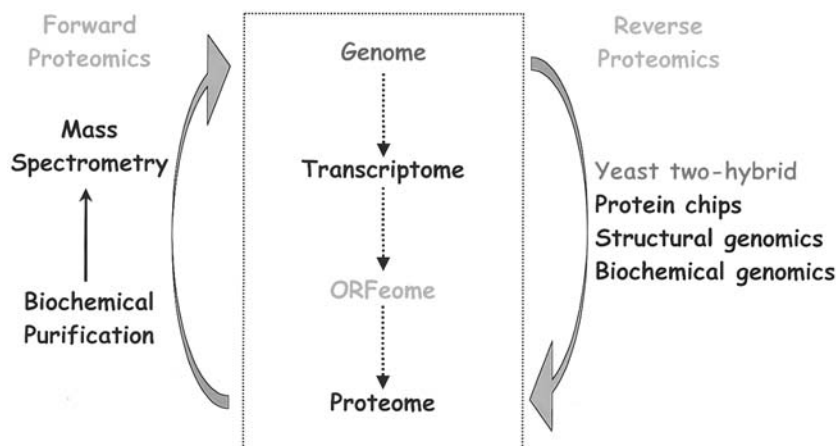 Forward
Proteomics
Mass
Spectrometry
Biochemical
Purification
Genome
Transcriptome
ORFeome
Proteome
Reverse
Proteomics
Yeast two-hybrid
Protein chips
Structural genomics
Biochemical genomics